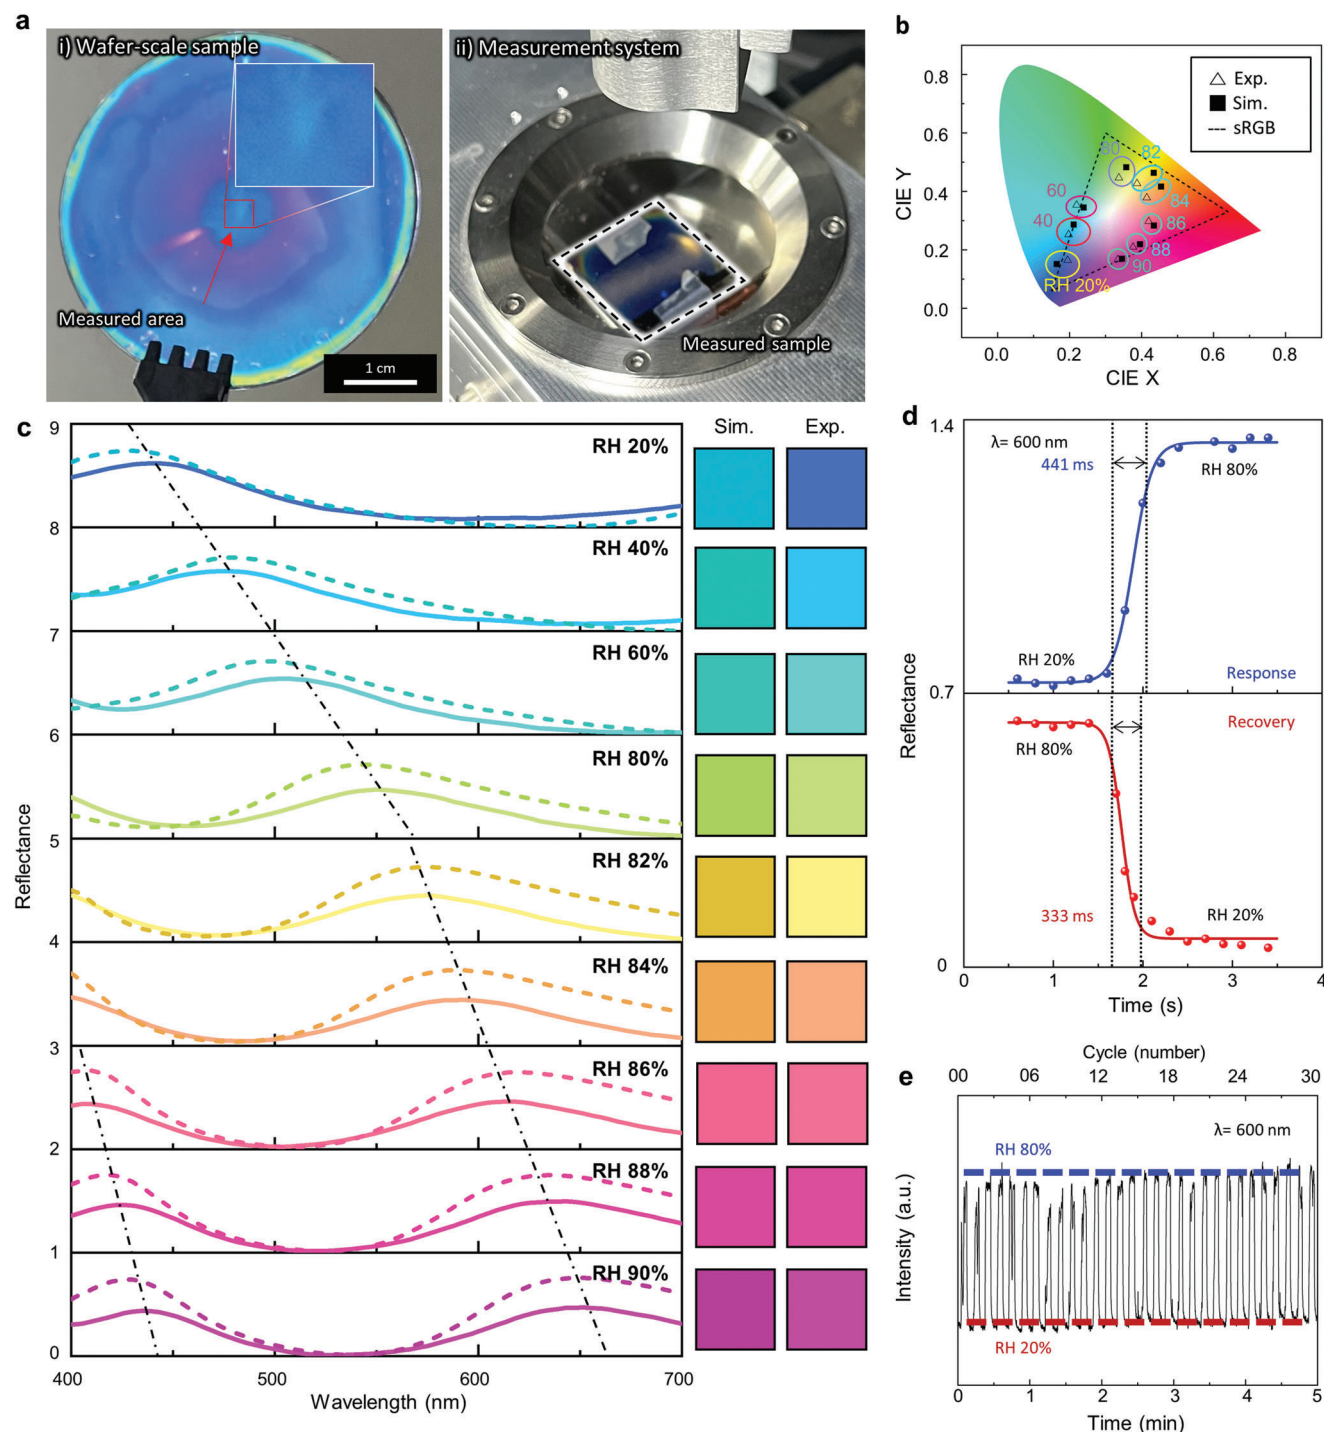 a
i) Wafer-scale sample
Measured area
1 cm
ii) Measurement system
Measured sample
b
CIE Y
0.8
0.6
0.4
0.2
0.0
0.0
0.2
0.4
0.6
0.8
CIE X
Exp.
Sim.
sRGB
80
82
60
84
40
86
88
90
RH 20%
c
Sim.
Exp.
Reflectance
9
8
7
6
5
4
3
2
1
0
RH 20%
RH 40%
RH 60%
RH 80%
RH 82%
RH 84%
RH 86%
RH 88%
RH 90%
400
500
600
700
Wavelength (nm)
d
1.4
λ= 600 nm
441 ms
RH 80%
RH 20%
Response
0.7
Reflectance
Recovery
RH 80%
333 ms
RH 20%
0
0
1
2
3
4
Time (s)
e
Cycle (number)
00
06
12
18
24
30
λ= 600 nm
RH 80%
Intensity (a.u.)
RH 20%
0
1
2
3
4
5
Time (min)